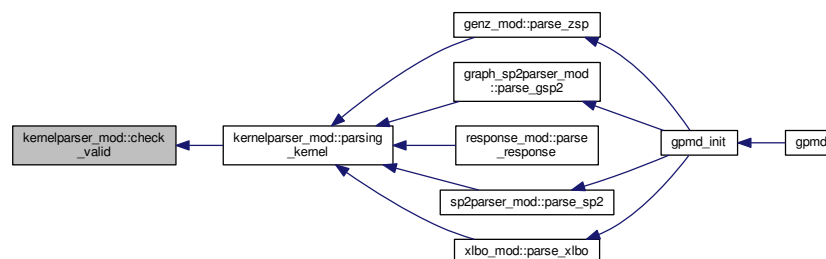 genz_mod::parse_zsp
graph_sp2parser_mod
::parse_gsp2
kernelparser_mod::check
_valid
kernelparser_mod::parsing
_kernel
response_mod::parse
_response
gpmd_init
gpmd
sp2parser_mod::parse_sp2
xlbo_mod::parse_xlbo